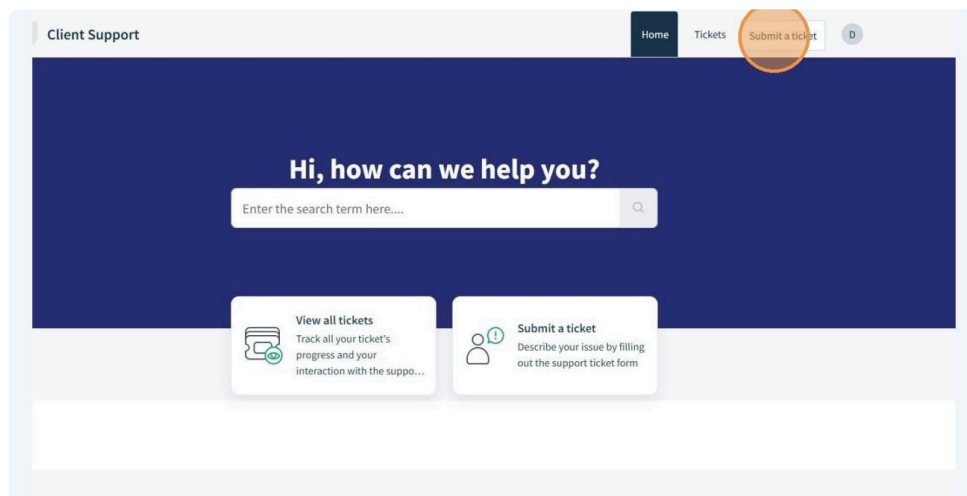 Client Support
Home
Tickets
Submit a ticket
D
Hi, how can we help you?
Enter the search term here....
View all tickets
Track all your ticket's
progress and your
interaction with the suppo...
Submit a ticket
Describe your issue by filling
out the support ticket form